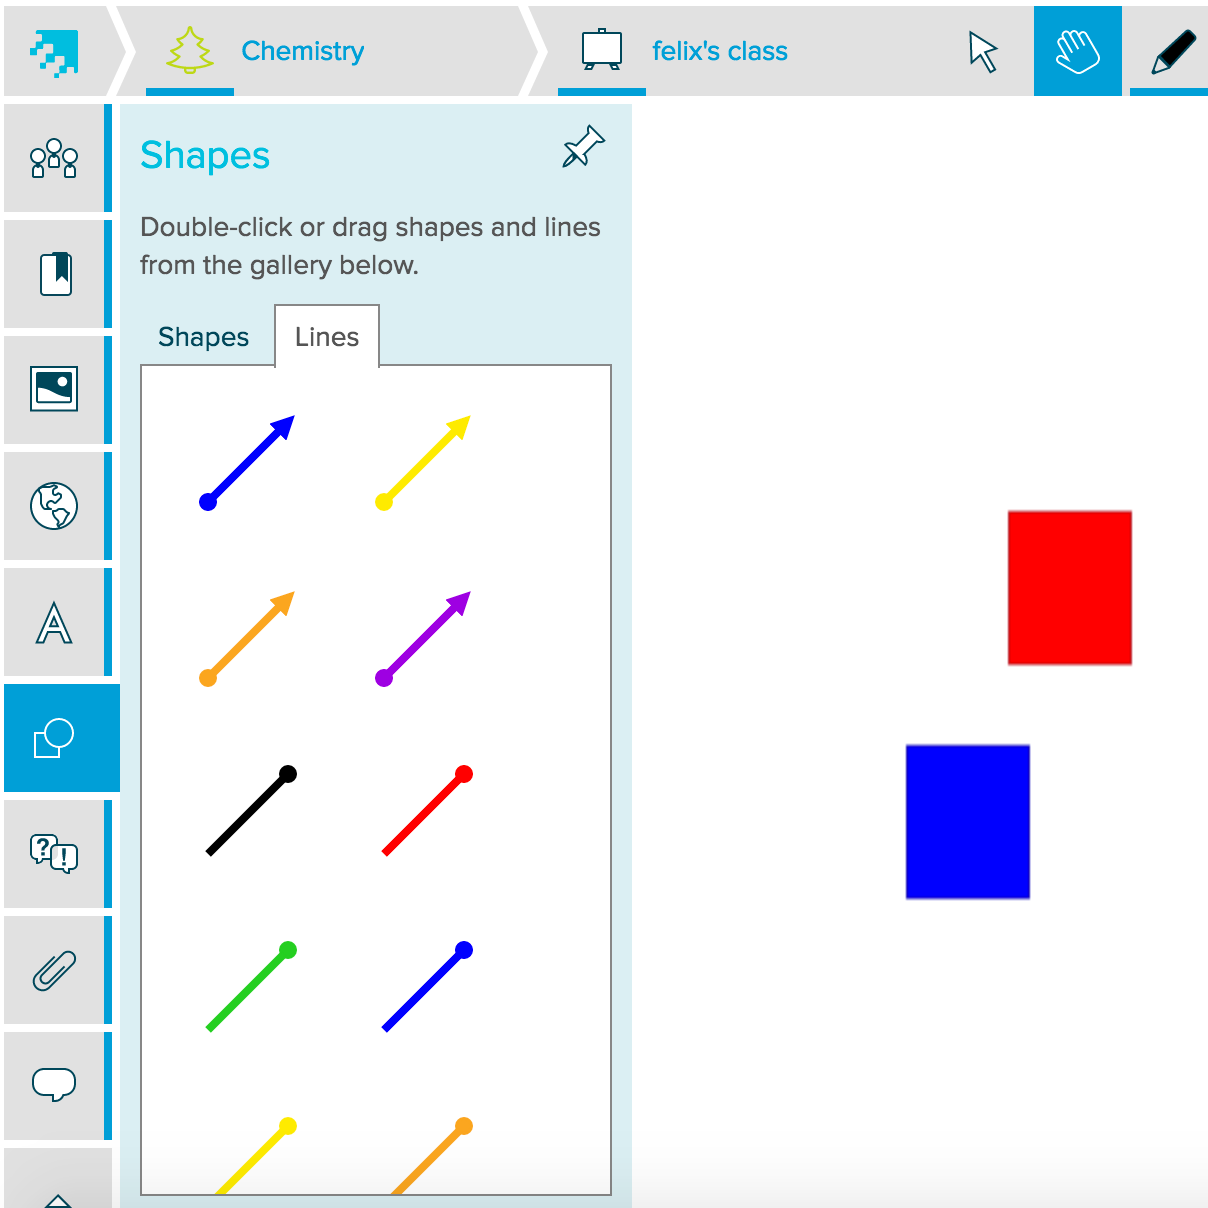 Chemistry
felix's class
Shapes
Double-click or drag shapes and lines
from the gallery below.
Shapes
Lines
A
?
!